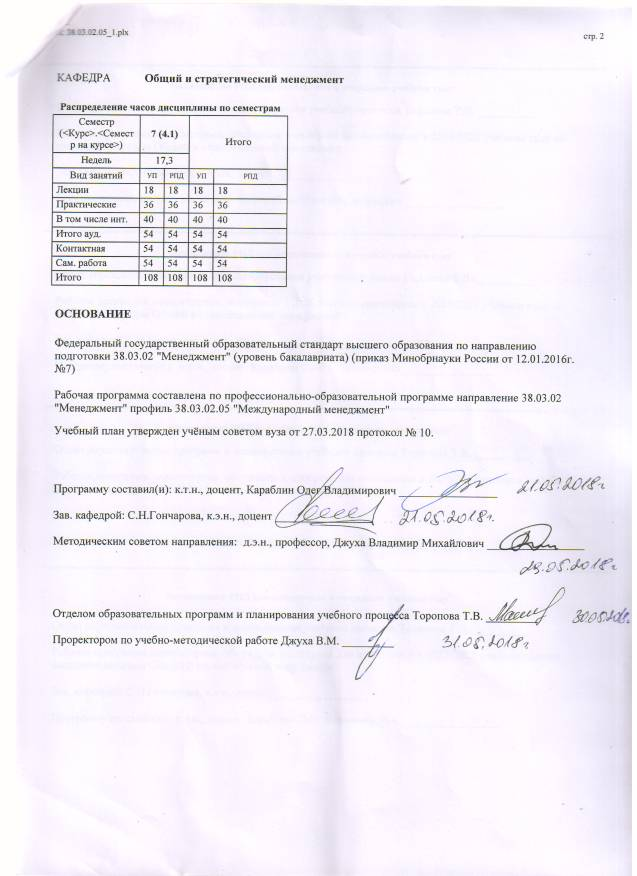 38.03.02.05_1.plx
стр. 2
КАФЕДРА Общий и стратегический менеджмент
Распределение часов дисциплины по семестрам
Семестр (<Курс>.<Семестр на курсе>) 7 (4.1) Итого
Недель 17,3
Вид занятий УП РПД УП РПД
Лекции 18 18 18 18
Практические 36 36 36 36
В том числе инт. 40 40 40 40
Итого ауд. 54 54 54 54
Контактная 54 54 54 54
Сам. работа 54 54 54 54
Итого 108 108 108 108
ОСНОВАНИЕ
Федеральный государственный образовательный стандарт высшего образования по направлению
подготовки 38.03.02 "Менеджмент" (уровень бакалавриата) (приказ Минобрнауки России от 12.01.2016г.
№7)
Рабочая программа составлена по профессионально-образовательной программе направление 38.03.02
"Менеджмент" профиль 38.03.02.05 "Международный менеджмент"
Учебный план утвержден учёным советом вуза от 27.03.2018 протокол № 10.
Программу составил(и): к.т.н., доцент, Караблин Олег Владимирович 21.05.2018г
Зав. кафедрой: С.Н.Гончарова, к.э.н., доцент 21.05.2018г.
Методическим советом направления: д.э.н., профессор, Джуха Владимир Михайлович
29.05.2018г
Отделом образовательных программ и планирования учебного процесса Торопова Т.В. 30.05.2018г.
Проректором по учебно-методической работе Джуха В.М. 31.05.2018г